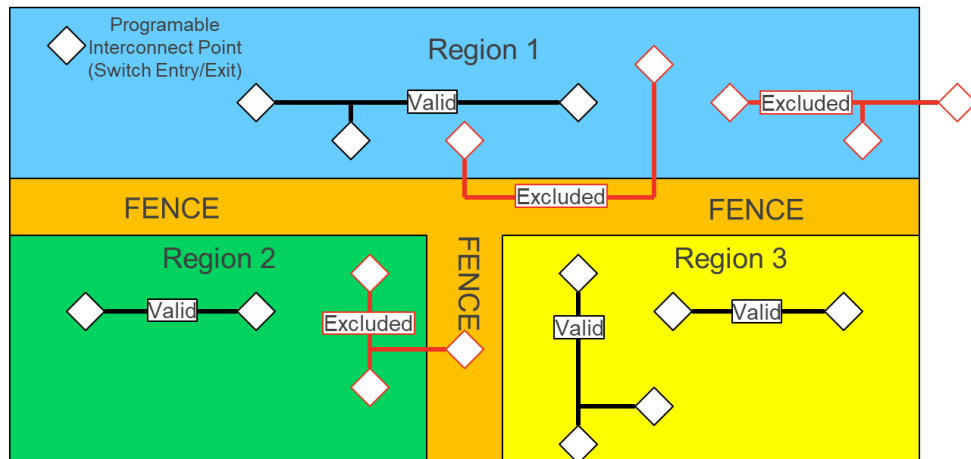 Programable
Interconnect Point
(Switch Entry/Exit)
Region 1
Valid
Excluded
Excluded
FENCE
FENCE
Region 2
FENCE
Region 3
Valid
Excluded
Valid
Valid